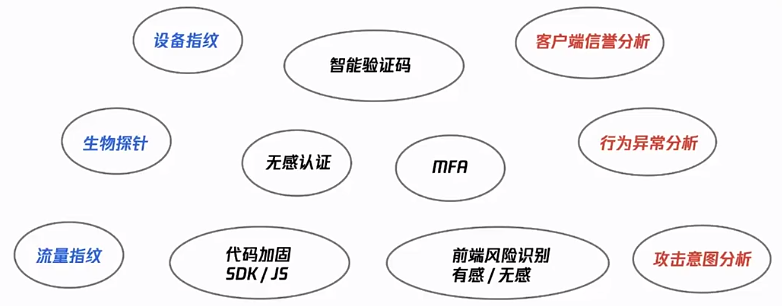 设备指纹
智能验证码
客户端信誉分析
生物探针
无感认证
MFA
行为异常分析
流量指纹
代码加固
SDK / JS
前端风险识别
有感 / 无感
攻击意图分析